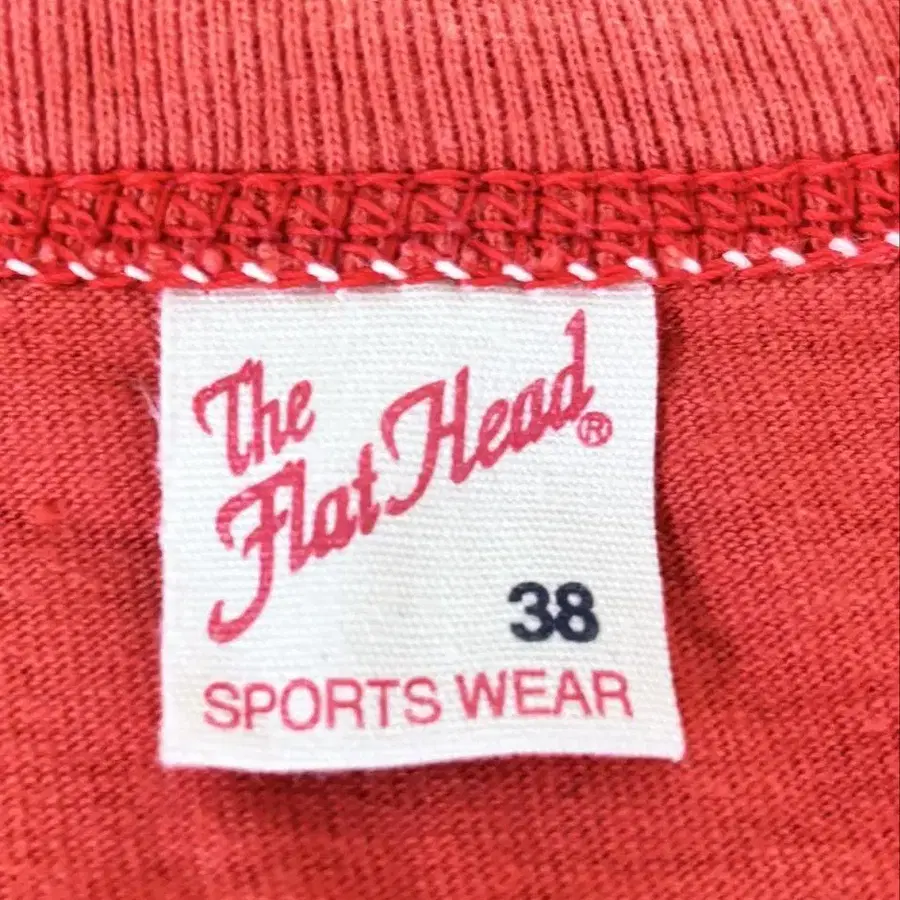 The
Flat Head®
38
SPORTS WEAR